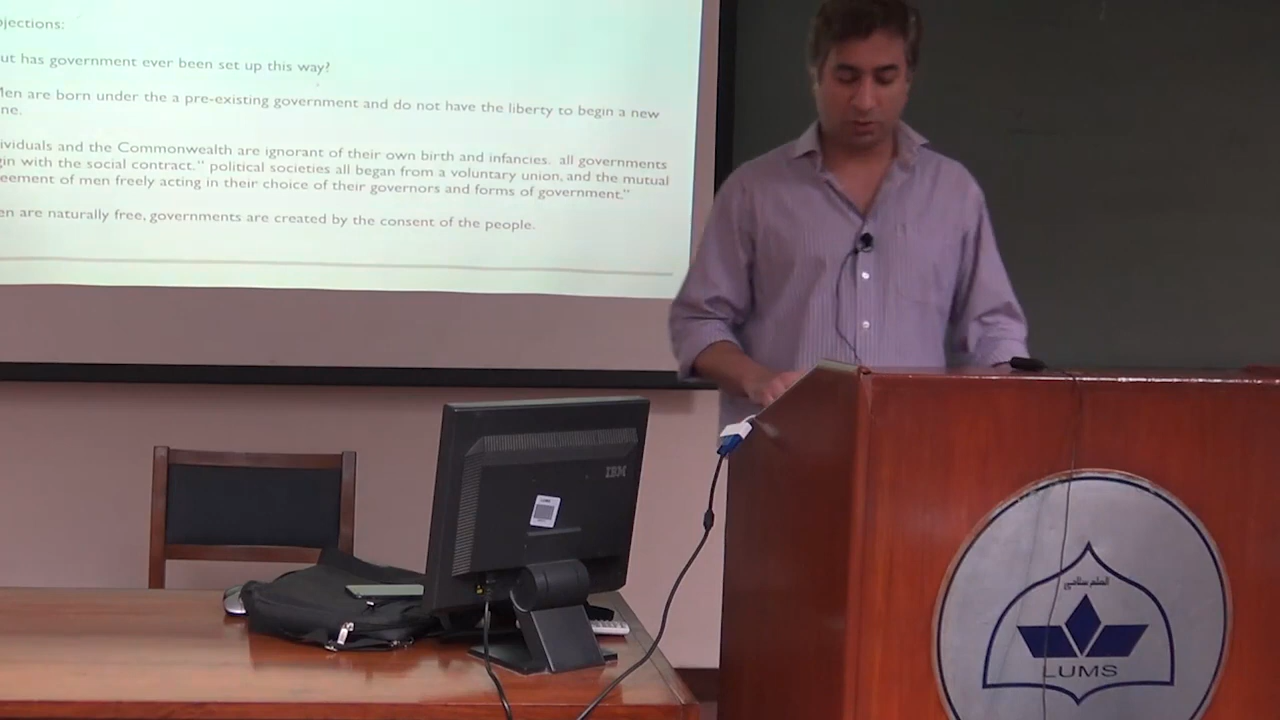 jections:
ut has government ever been set up this way?
en are born under the a pre-existing government and do not have the liberty to begin a new
ne.
ividuals and the Commonwealth are ignorant of their own birth and infancies. all governments
gin with the social contract." political societies all began from a voluntary union, and the mutual
eement of men freely acting in their choice of their governors and forms of government."
en are naturally free, governments are created by the consent of the people.
IBM
LUMS
LUMS